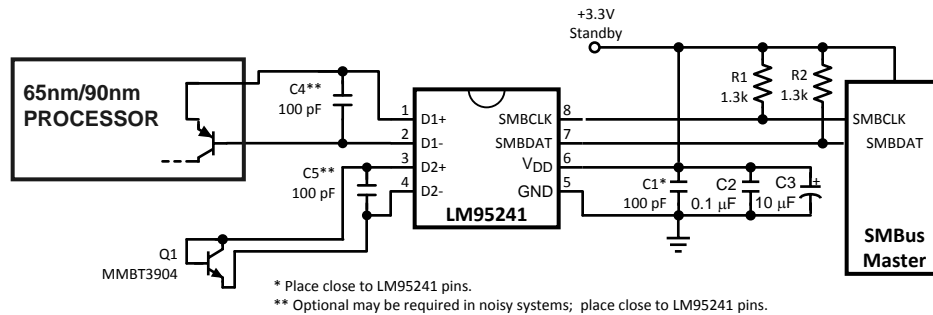 +3.3V
Standby
65nm/90nm
PROCESSOR
C4**
100 pF
1
2
3
4
D1+
D1-
D2+
D2-
C5**
100 pF
SMBCLK
SMBDAT
VDD
GND
8
7
6
5
LM95241
R1
1.3k
R2
1.3k
SMBCLK
SMBDAT
C1*
100 pF
C2
0.1 µF
C3
10 µF
+
SMBus
Master
Q1
MMBT3904
* Place close to LM95241 pins.
** Optional may be required in noisy systems; place close to LM95241 pins.